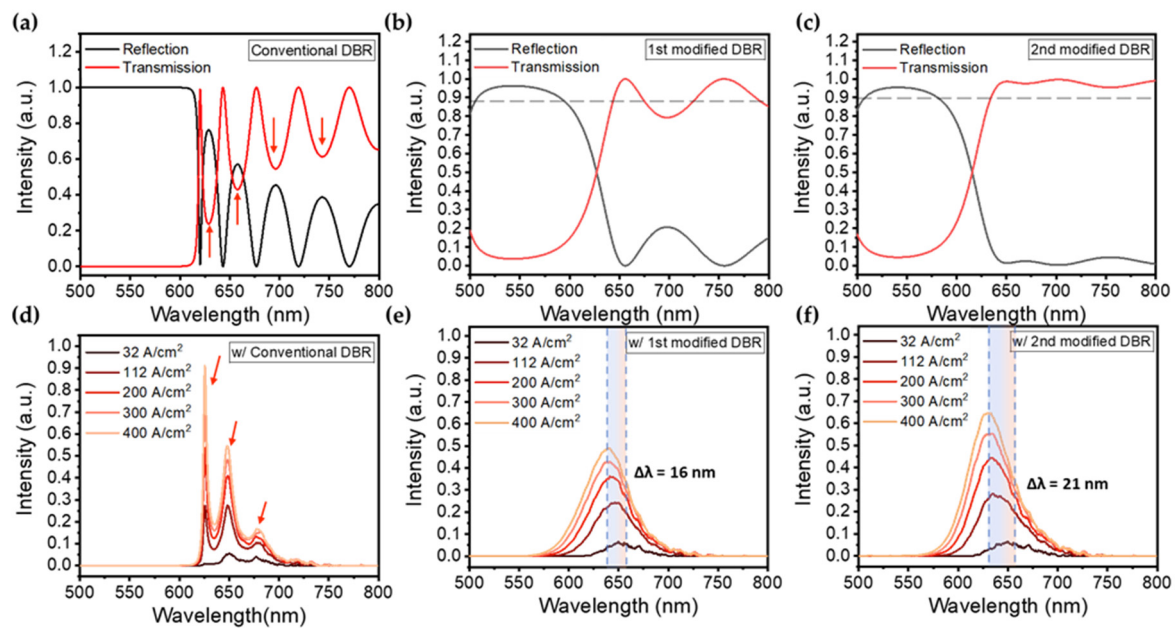 (a)
Intensity (a.u.)
1.2
1.0
0.8
0.6
0.4
0.2
0.0
Reflection
Transmission
Conventional DBR
500 550 600 650 700 750 800
Wavelength (nm)
(b)
Intensity (a.u.)
1.3
1.2
1.1
1.0
0.9
0.8
0.7
0.6
0.5
0.4
0.3
0.2
0.1
0.0
Reflection
Transmission
1st modified DBR
500 550 600 650 700 750 800
Wavelength (nm)
(c)
Intensity (a.u.)
1.3
1.2
1.1
1.0
0.9
0.8
0.7
0.6
0.5
0.4
0.3
0.2
0.1
0.0
Reflection
Transmission
2nd modified DBR
500 550 600 650 700 750 800
Wavelength (nm)
(d)
Intensity (a.u.)
1.0
0.9
0.8
0.7
0.6
0.5
0.4
0.3
0.2
0.1
0.0
w/ Conventional DBR
32 A/cm²
112 A/cm²
200 A/cm²
300 A/cm²
400 A/cm²
500 550 600 650 700 750 800
Wavelength(nm)
(e)
Intensity (a.u.)
1.0
0.9
0.8
0.7
0.6
0.5
0.4
0.3
0.2
0.1
0.0
w/ 1st modified DBR
32 A/cm²
112 A/cm²
200 A/cm²
300 A/cm²
400 A/cm²
Δλ = 16 nm
500 550 600 650 700 750 800
Wavelength (nm)
(f)
Intensity (a.u.)
1.0
0.9
0.8
0.7
0.6
0.5
0.4
0.3
0.2
0.1
0.0
w/ 2nd modified DBR
32 A/cm²
112 A/cm²
200 A/cm²
300 A/cm²
400 A/cm²
Δλ = 21 nm
500 550 600 650 700 750 800
Wavelength (nm)